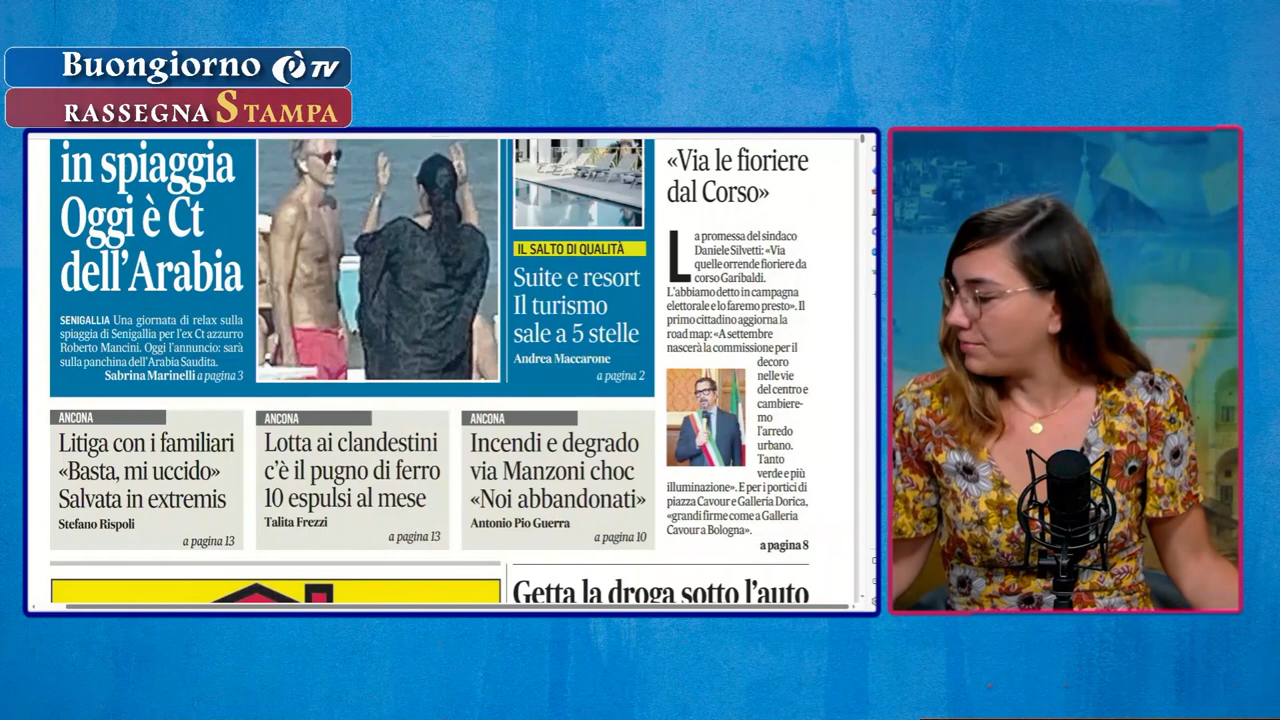 Buongiorno è TV
RASSEGNA STAMPA
in spiaggia
Oggi è Ct
dell'Arabia
SENIGALLIA Una giornata di relax sulla
spiaggia di Senigallia per l'ex Ct azzurro
Roberto Mancini. Oggi l'annuncio: sarà
sulla panchina dell'Arabia Saudita.
Sabrina Marinelli a pagina 3
IL SALTO DI QUALITÀ
Suite e resort
Il turismo
sale a 5 stelle
Andrea Maccarone
a pagina 2
«Via le fioriere
dal Corso»
La promessa del sindaco
Daniele Silvetti: «Via
quelle orrende fioriere da
corso Garibaldi.
L'abbiamo detto in campagna
elettorale e lo faremo presto». Il
primo cittadino aggiorna la
road map: «A settembre
nascerà la commissione per il
decoro
nelle vie
del centro e
cambiere-
mo
l'arredo
urbano.
Tanto
verde e più
illuminazione». E per i portici di
piazza Cavour e Galleria Dorica,
«grandi firme come a Galleria
Cavour a Bologna».
a pagina 8
ANCONA
Litiga con i familiari
«Basta, mi uccido»
Salvata in extremis
Stefano Rispoli
a pagina 13
ANCONA
Lotta ai clandestini
c'è il pugno di ferro
10 espulsi al mese
Talita Frezzi
a pagina 13
ANCONA
Incendi e degrado
via Manzoni choc
«Noi abbandonati»
Antonio Pio Guerra
a pagina 10
Getta la droga sotto l'auto